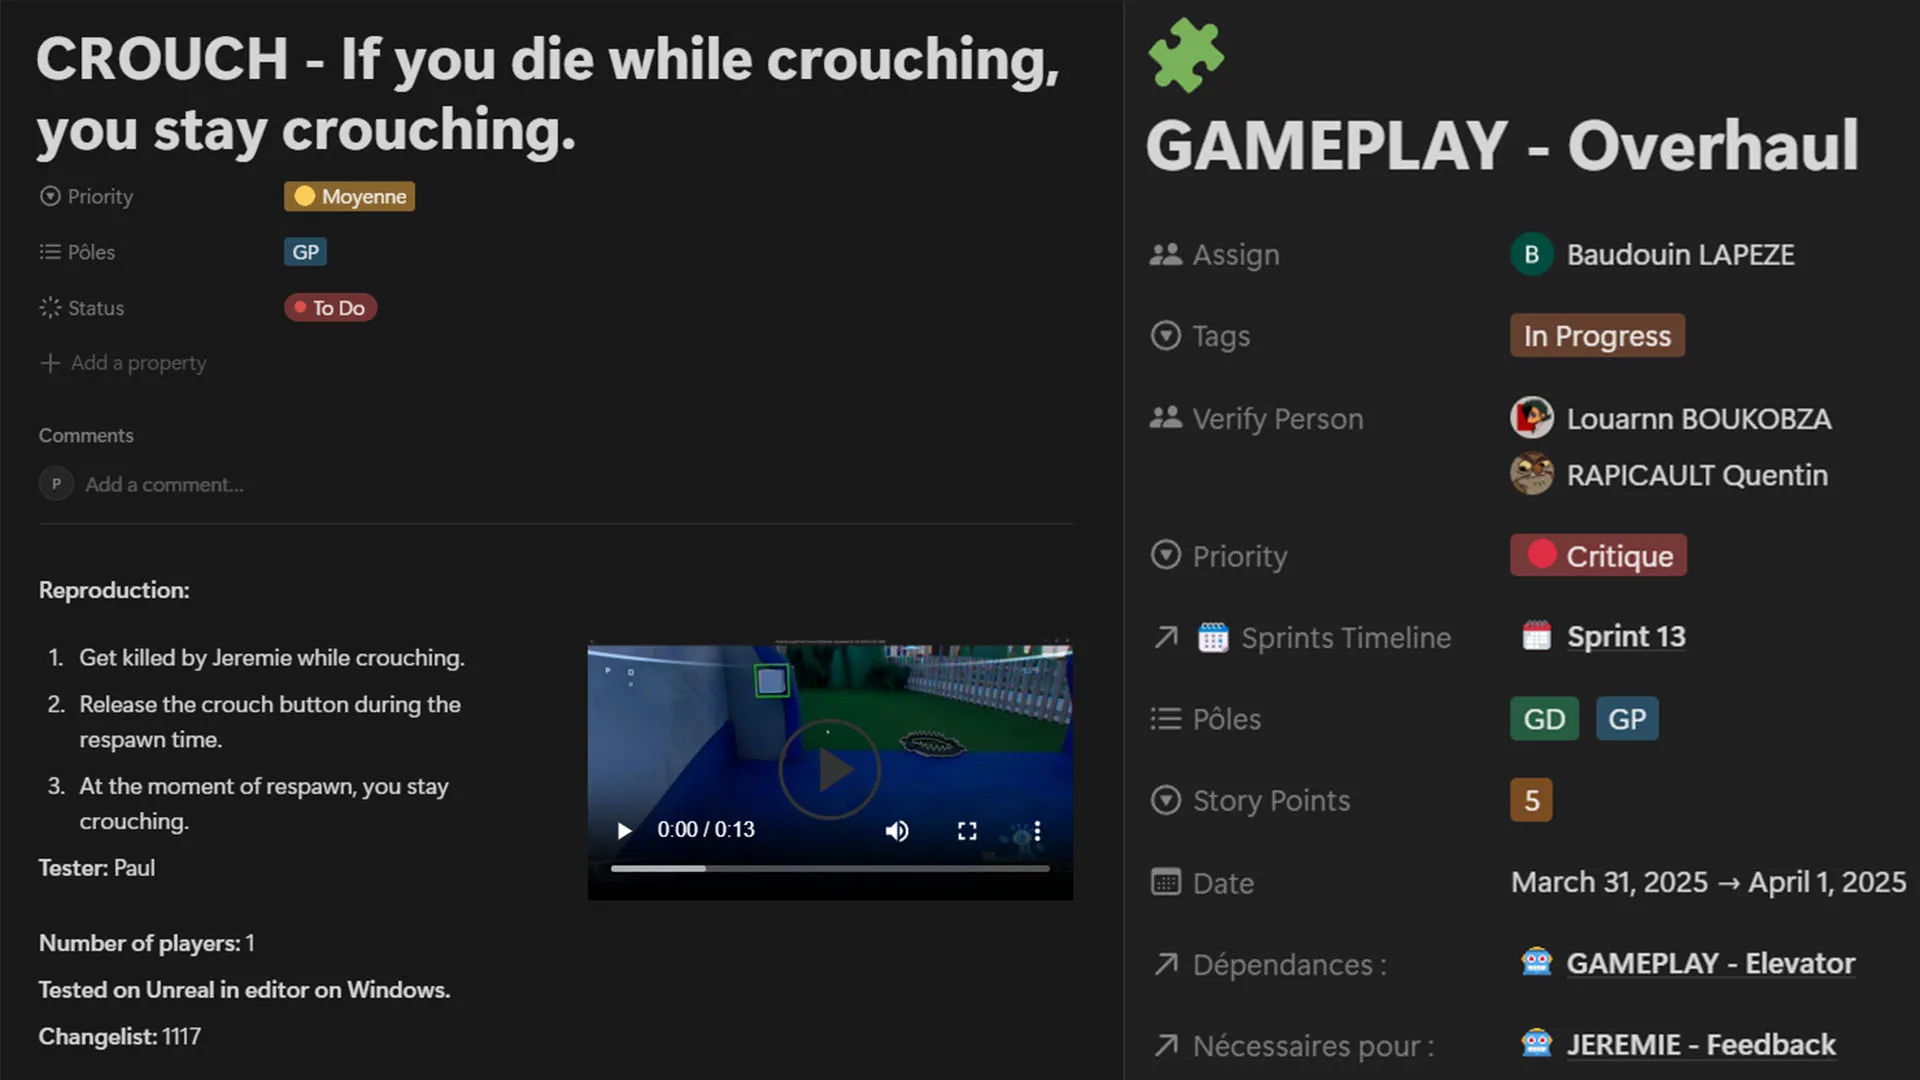 CROUCH - If you die while crouching,
you stay crouching.
Priority
Moyenne
Pôles
GP
Status
To Do
Add a property
Comments
P
Add a comment...
Reproduction:
1. Get killed by Jeremie while crouching.
2. Release the crouch button during the
respawn time.
3. At the moment of respawn, you stay
crouching.
Tester: Paul
Number of players: 1
Tested on Unreal in editor on Windows.
Changelist: 1117
0:00 / 0:13
GAMEPLAY - Overhaul
Assign
B
Baudouin LAPEZE
Tags
In Progress
Verify Person
Louarnn BOUKOBZA
RAPICAULT Quentin
Priority
Critique
Sprints Timeline
Sprint 13
Pôles
GD
GP
Story Points
5
Date
March 31, 2025 → April 1, 2025
Dépendances :
GAMEPLAY - Elevator
Nécessaires pour :
JEREMIE - Feedback